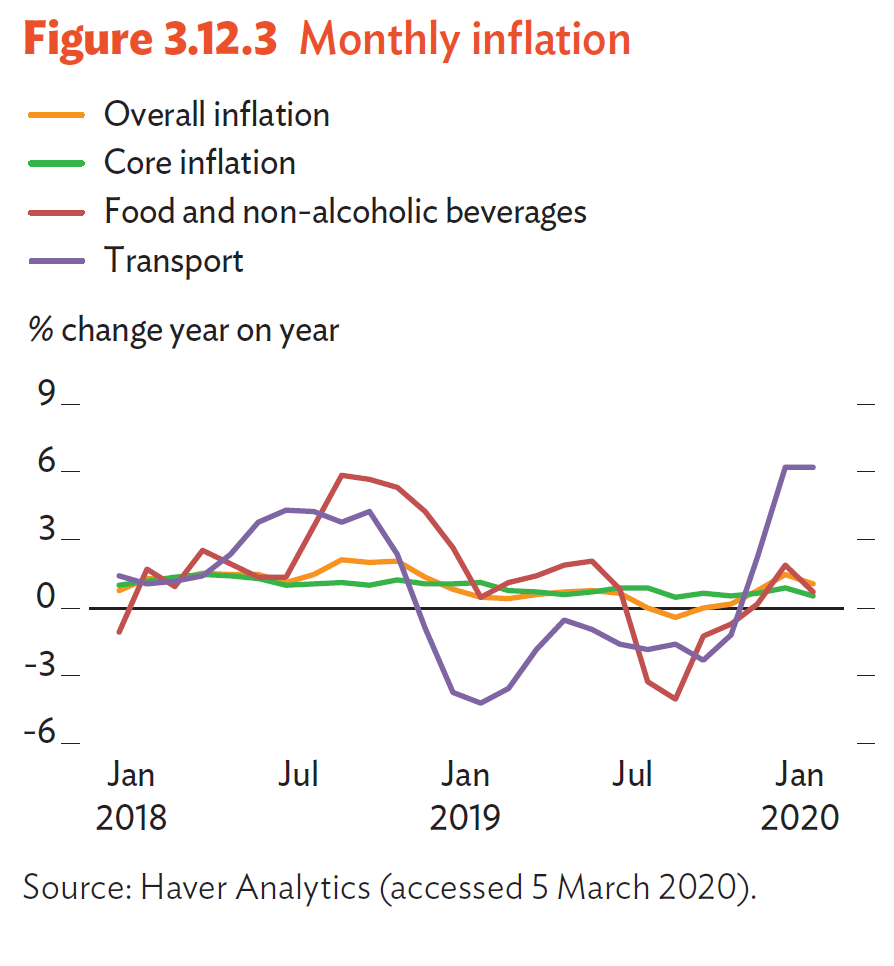 Figure 3.12.3 Monthly inflation
Overall inflation
Core inflation
Food and non-alcoholic beverages
Transport
% change year on year
9
6
3
0
-3
-6
Jan Jul Jan Jul Jan
2018 2019 2020
Source: Haver Analytics (accessed 5 March 2020).